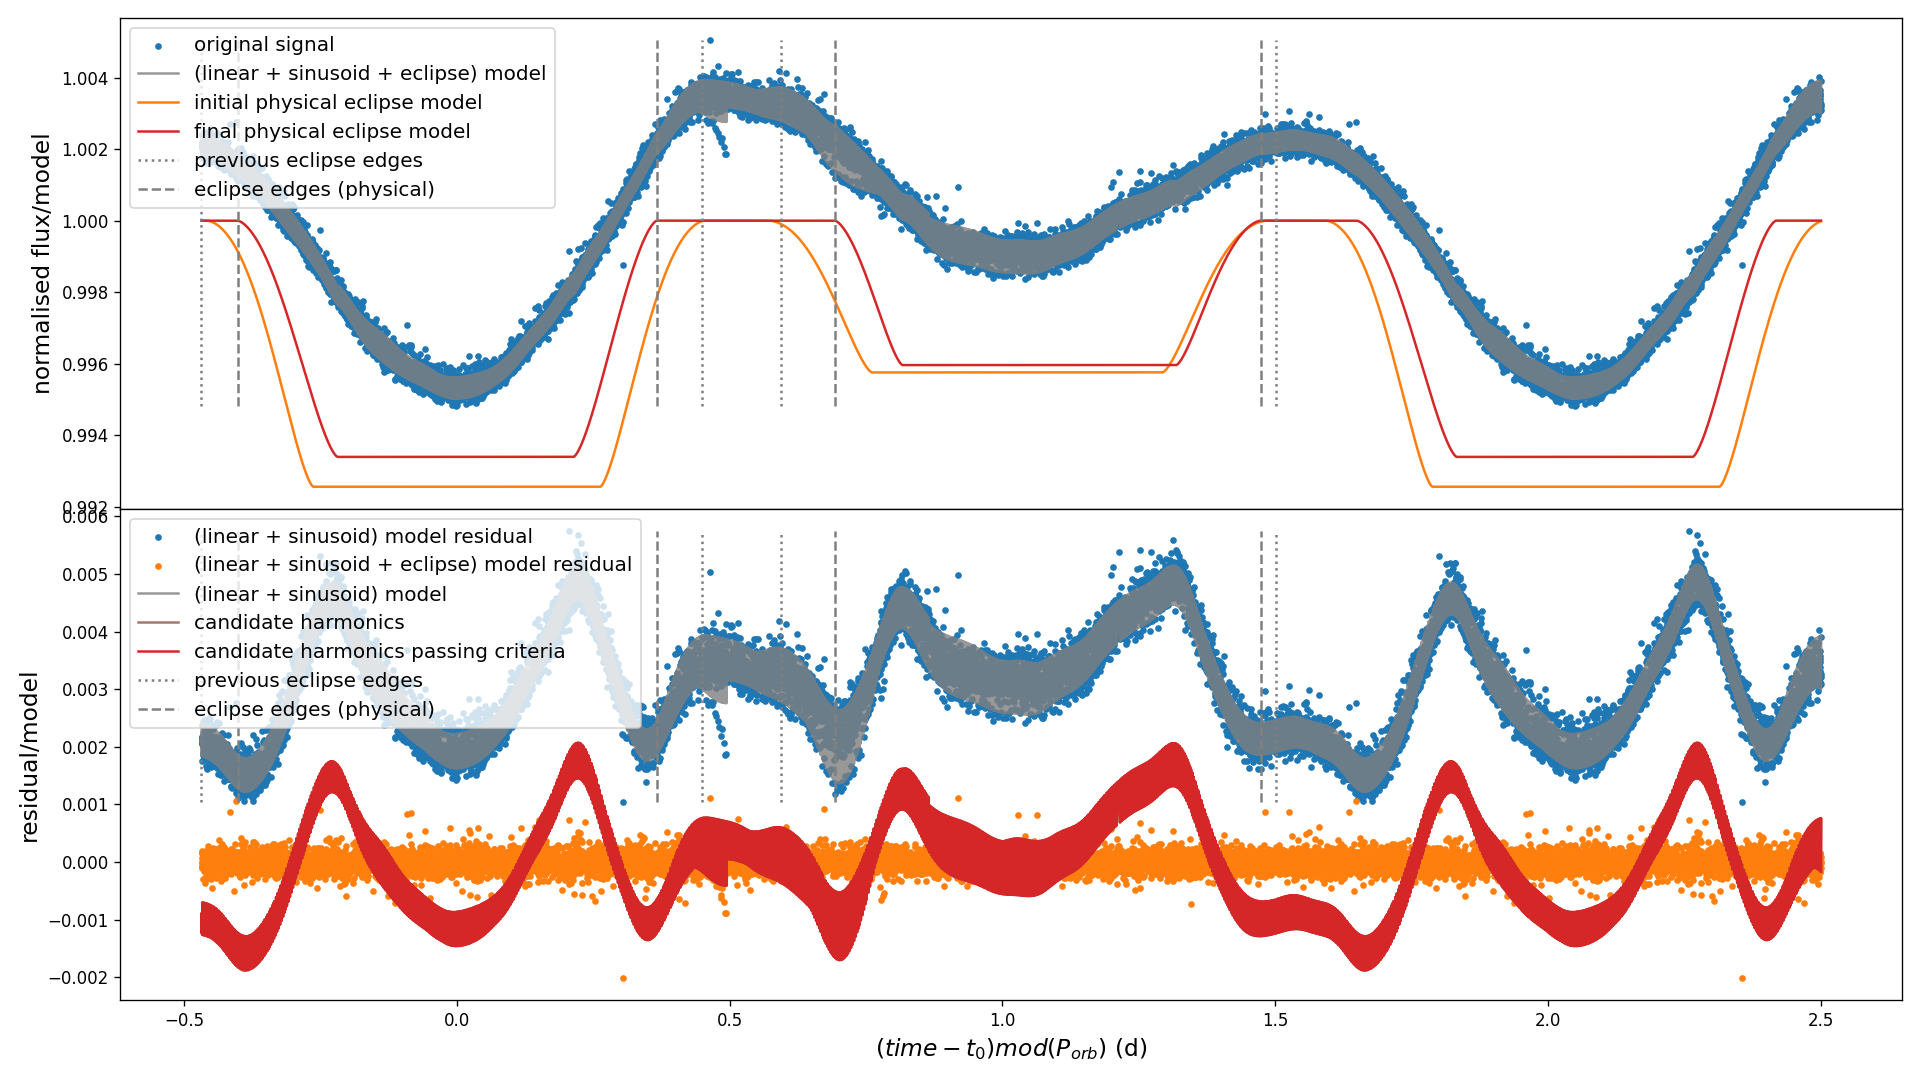 original signal
(linear + sinusoid + eclipse) model
initial physical eclipse model
final physical eclipse model
previous eclipse edges
eclipse edges (physical)
normalised flux/model
1.004
1.002
1.000
0.998
0.996
0.994
0.992
(linear + sinusoid) model residual
(linear + sinusoid + eclipse) model residual
(linear + sinusoid) model
candidate harmonics
candidate harmonics passing criteria
previous eclipse edges
eclipse edges (physical)
residual/model
0.006
0.005
0.004
0.003
0.002
0.001
0.000
−0.001
−0.002
−0.5 0.0 0.5 1.0 1.5 2.0 2.5
(time − t₀)mod(Pₒᵣᵦ) (d)